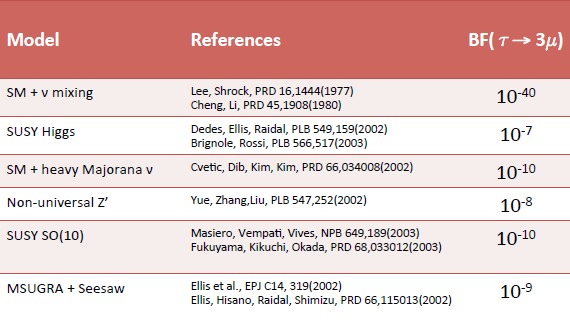 Model References BF( τ → 3μ)
SM + ν mixing Lee, Shrock, PRD 16,1444(1977) 10-40
Cheng, Li, PRD 45,1908(1980)
SUSY Higgs Dedes, Ellis, Raidal, PLB 549,159(2002) 10-7
Brignole, Rossi, PLB 566,517(2003)
SM + heavy Majorana ν Cvetic, Dib, Kim, Kim, PRD 66,034008(2002) 10-10
Non-universal Z’ Yue, Zhang,Liu, PLB 547,252(2002) 10-8
SUSY SO(10) Masiero, Vempati, Vives, NPB 649,189(2003) 10-10
Fukuyama, Kikuchi, Okada, PRD 68,033012(2003)
MSUGRA + Seesaw Ellis et al., EPJ C14, 319(2002) 10-9
Ellis, Hisano, Raidal, Shimizu, PRD 66,115013(2002)